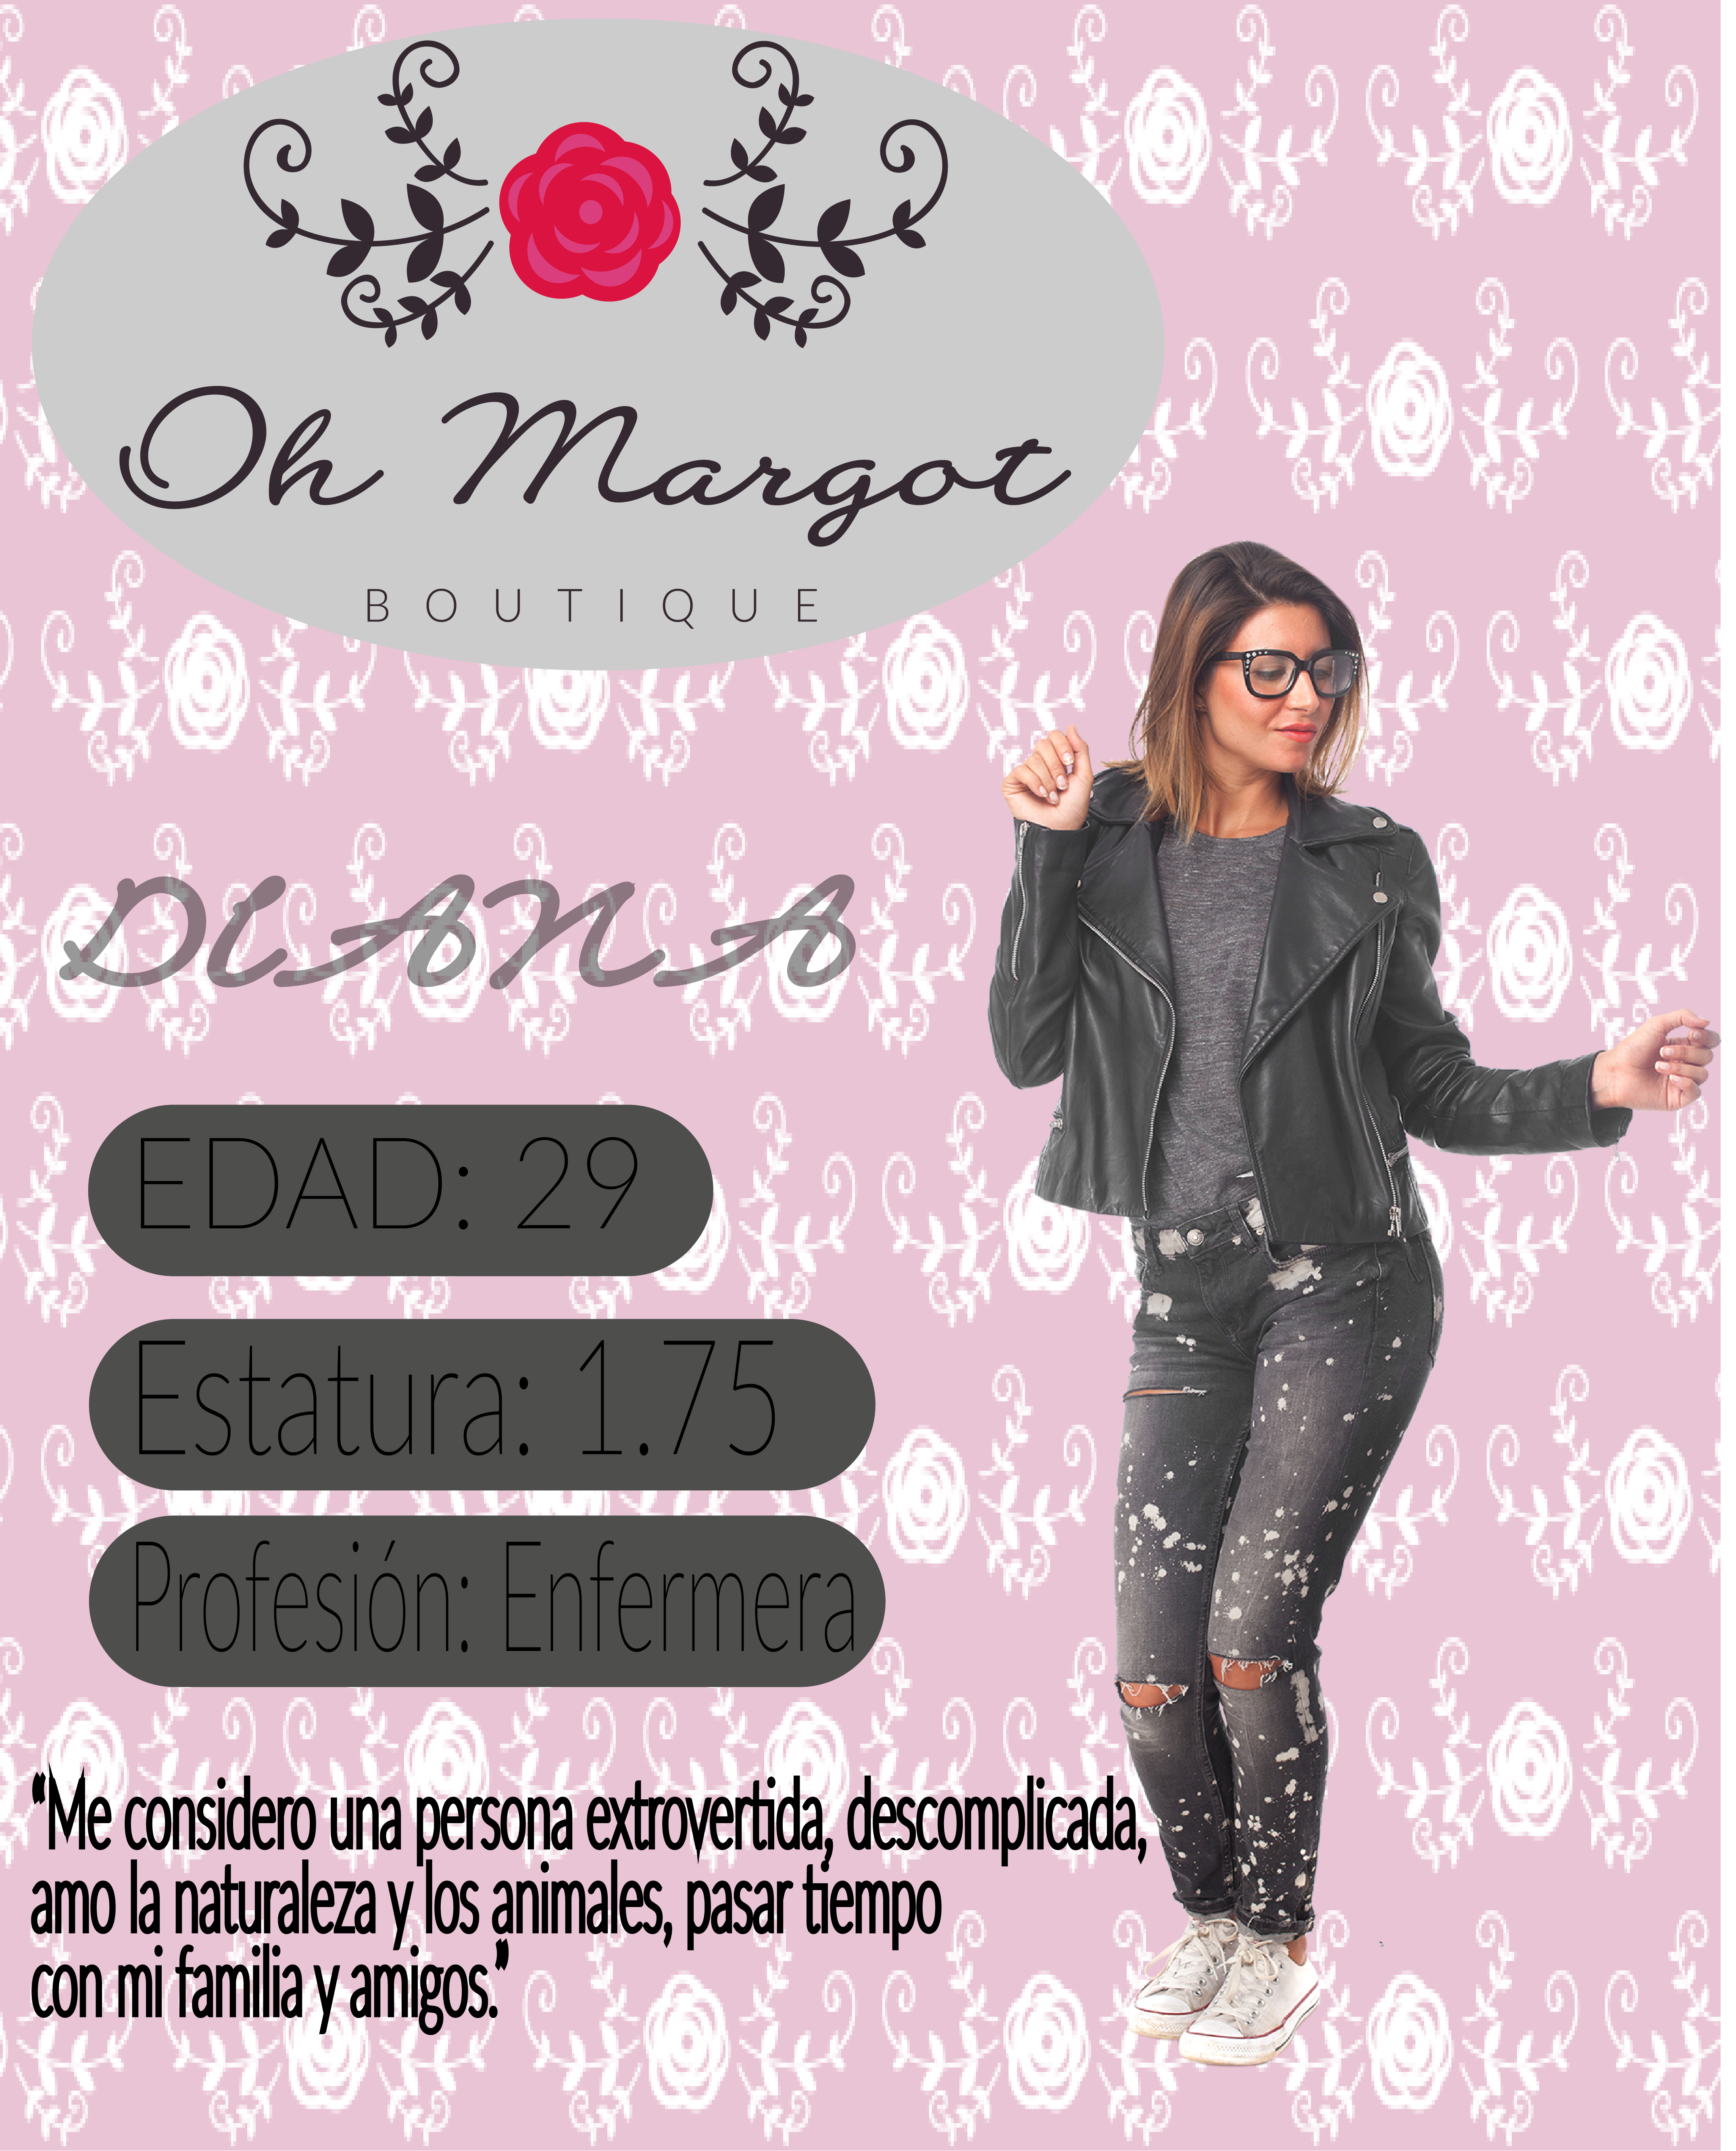 Oh Margot
BOUTIQUE
DIANA
EDAD: 29
Estatura: 1.75
Profesión: Enfermera
“Me considero una persona extrovertida, descomplicada,
amo la naturaleza y los animales, pasar tiempo
con mi familia y amigos.”